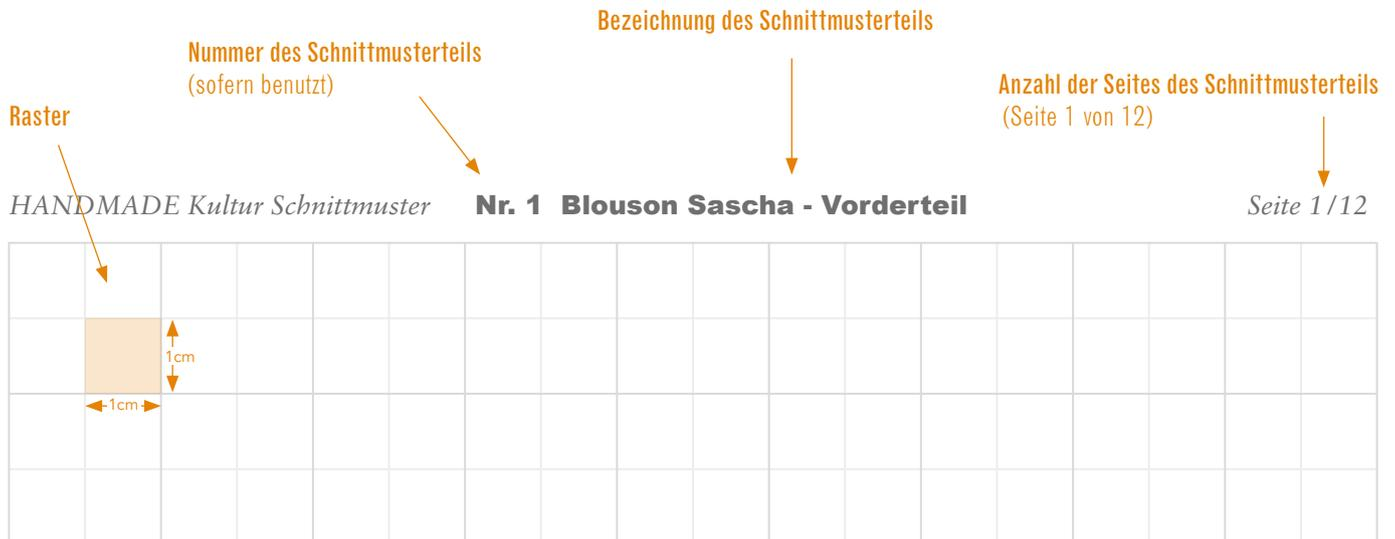 Bezeichnung des Schnittmusterteils
Nummer des Schnittmusterteils
(sofern benutzt)
Anzahl der Seites des Schnittmusterteils
(Seite 1 von 12)
Raster
HANDMADE Kultur Schnittmuster Nr. 1 Blouson Sascha - Vorderteil Seite 1/12
1cm
1cm